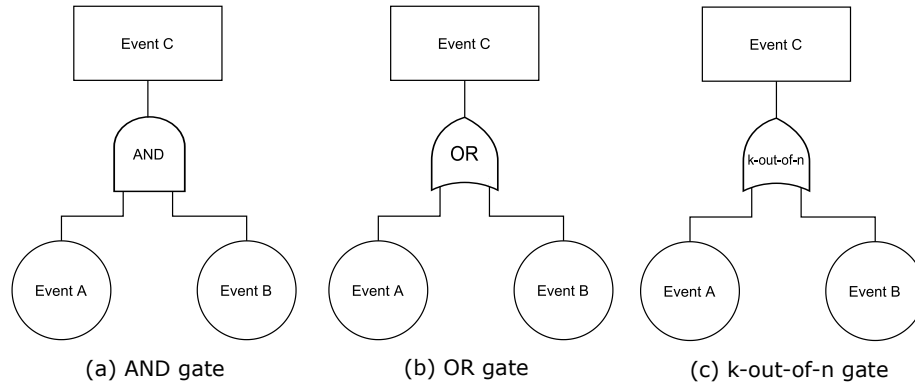 Event C
Event C
Event C
AND
OR
k-out-of-n
Event A
Event B
Event A
Event B
Event A
Event B
(a) AND gate
(b) OR gate
(c) k-out-of-n gate